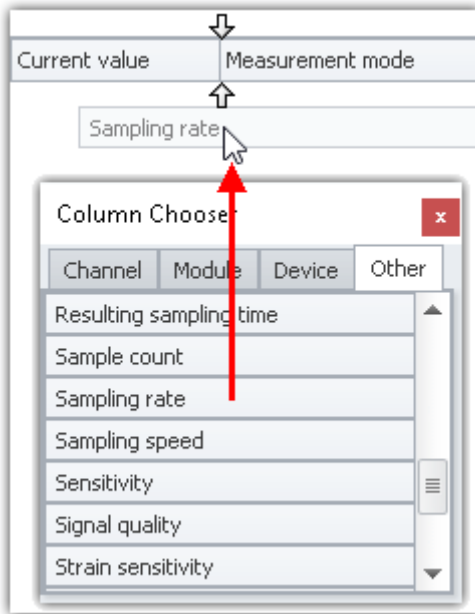 Current value Measurement mode
Sampling rate
Column Chooser x
Channel Module Device Other
Resulting sampling time
Sample count
Sampling rate
Sampling speed
Sensitivity
Signal quality
Strain sensitivity